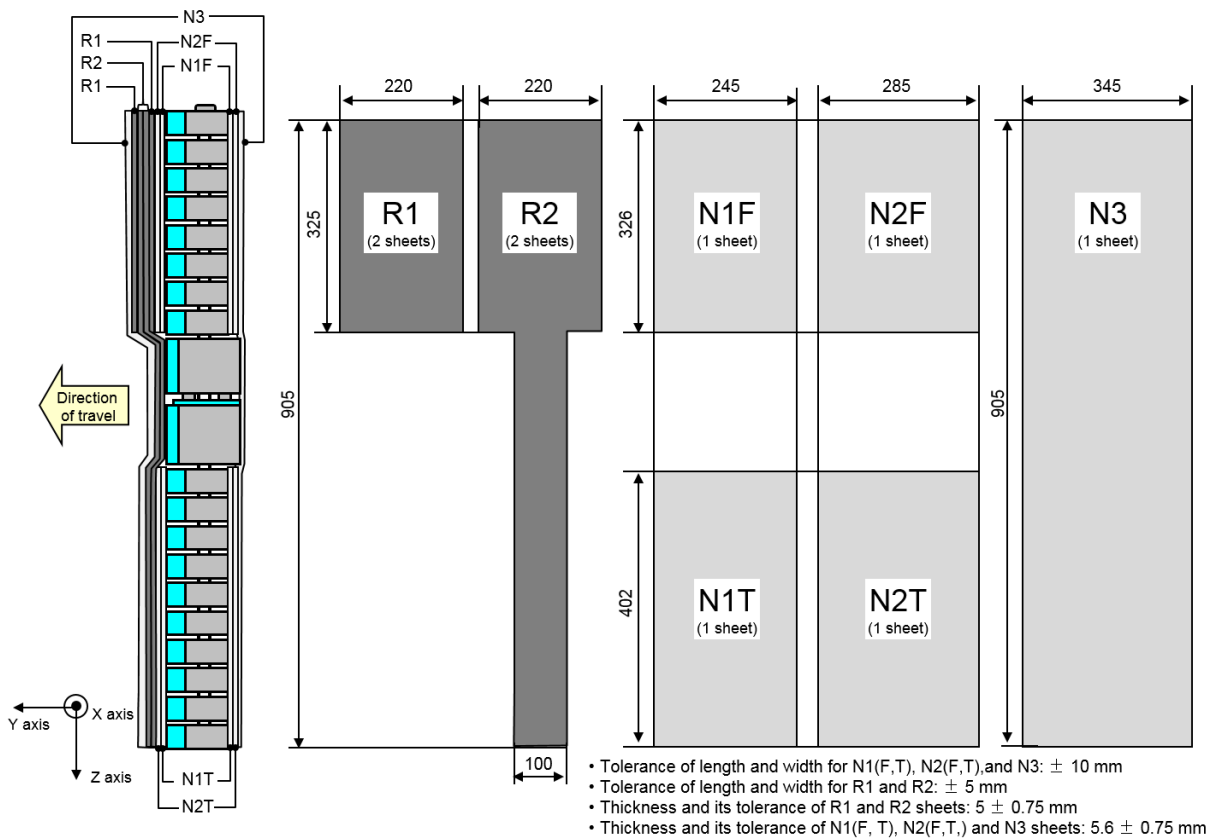 N3
R1
N2F
R2
N1F
R1
Direction
of travel
Y axis
X axis
Z axis
N1T
N2T
220
220
245
285
345
325
905
326
402
905
100
R1
(2 sheets)
R2
(2 sheets)
N1F
(1 sheet)
N2F
(1 sheet)
N3
(1 sheet)
N1T
(1 sheet)
N2T
(1 sheet)
• Tolerance of length and width for N1(F,T), N2(F,T),and N3: ± 10 mm
• Tolerance of length and width for R1 and R2: ± 5 mm
• Thickness and its tolerance of R1 and R2 sheets: 5 ± 0.75 mm
• Thickness and its tolerance of N1(F, T), N2(F,T,) and N3 sheets: 5.6 ± 0.75 mm